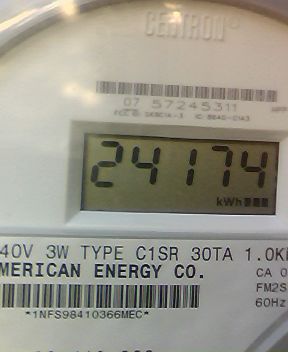 CENTRON®
07 57245311
24174
kWh
40V 3W TYPE C1SR 30TA 1.0K
MERICAN ENERGY CO.
CA 0
FM2S
60Hz
*1NFS98410366MEC*